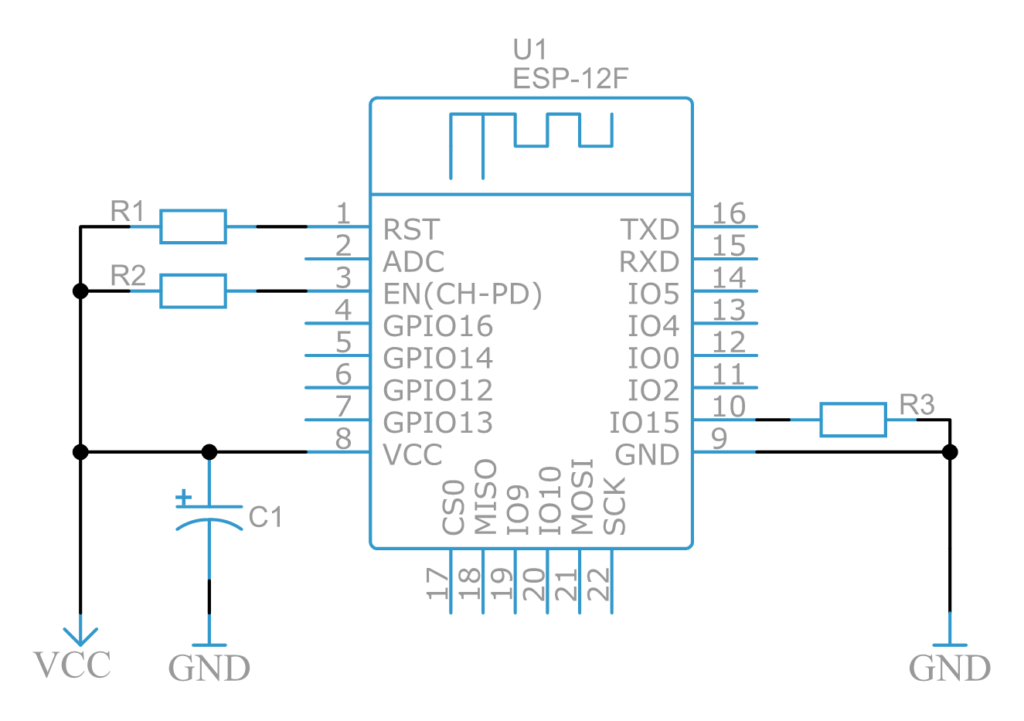 U1
ESP-12F
R1
1
RST
TXD
16
2
ADC
RXD
15
R2
3
EN(CH-PD)
IO5
14
4
GPIO16
IO4
13
5
GPIO14
IO0
12
6
GPIO12
IO2
11
7
GPIO13
IO15
10
R3
8
VCC
GND
9
CS0
MISO
IO9
IO10
MOSI
SCK
+
C1
17
18
19
20
21
22
VCC
GND
GND